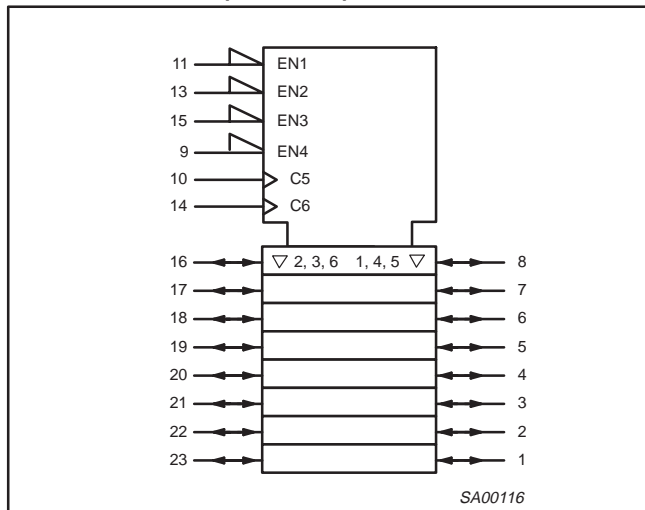 11 EN1
13 EN2
15 EN3
9 EN4
10 C5
14 C6
16 ▽ 2, 3, 6 1, 4, 5 ▽ 8
17 7
18 6
19 5
20 4
21 3
22 2
23 1
SA00116